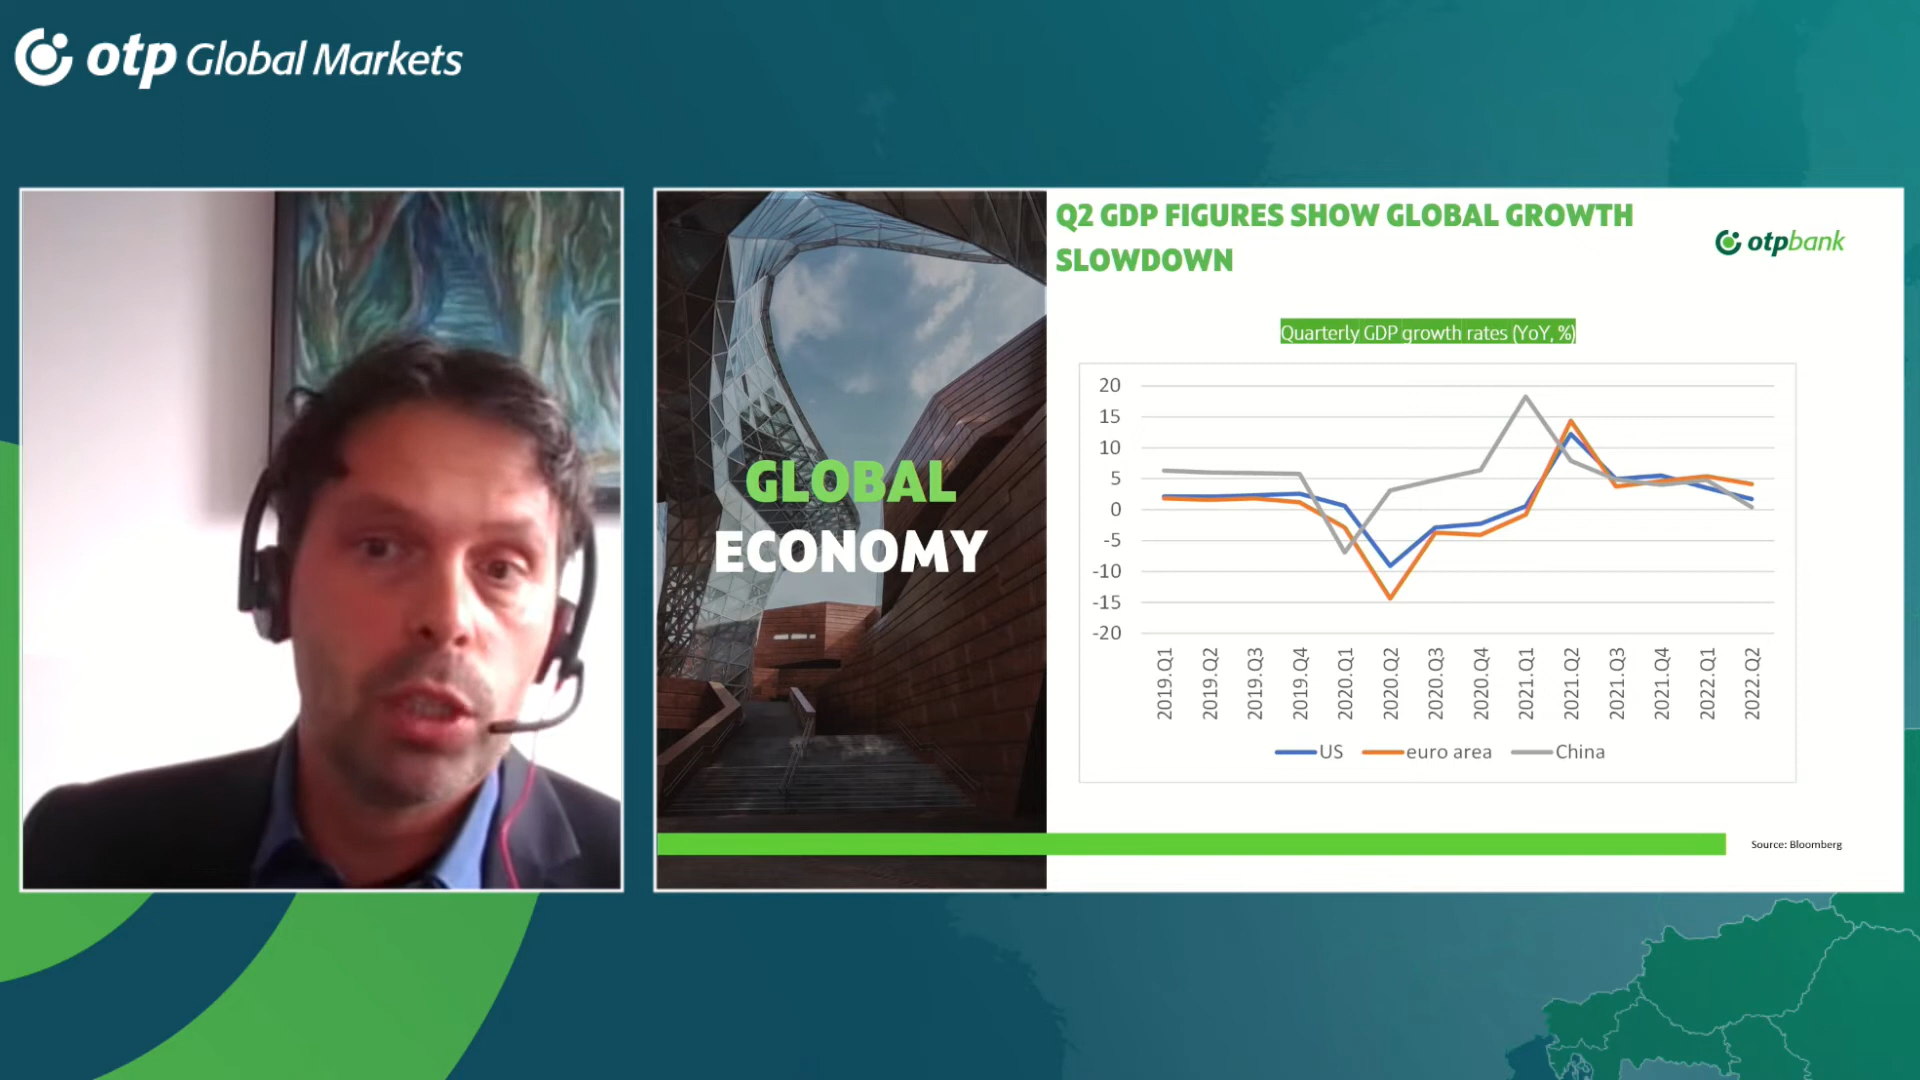 otp Global Markets
GLOBAL
ECONOMY
Q2 GDP FIGURES SHOW GLOBAL GROWTH
SLOWDOWN
otpbank
Quarterly GDP growth rates (YoY, %)
20
15
10
5
0
-5
-10
-15
-20
2019.Q1
2019.Q2
2019.Q3
2019.Q4
2020.Q1
2020.Q2
2020.Q3
2020.Q4
2021.Q1
2021.Q2
2021.Q3
2021.Q4
2022.Q1
2022.Q2
US euro area China
Source: Bloomberg